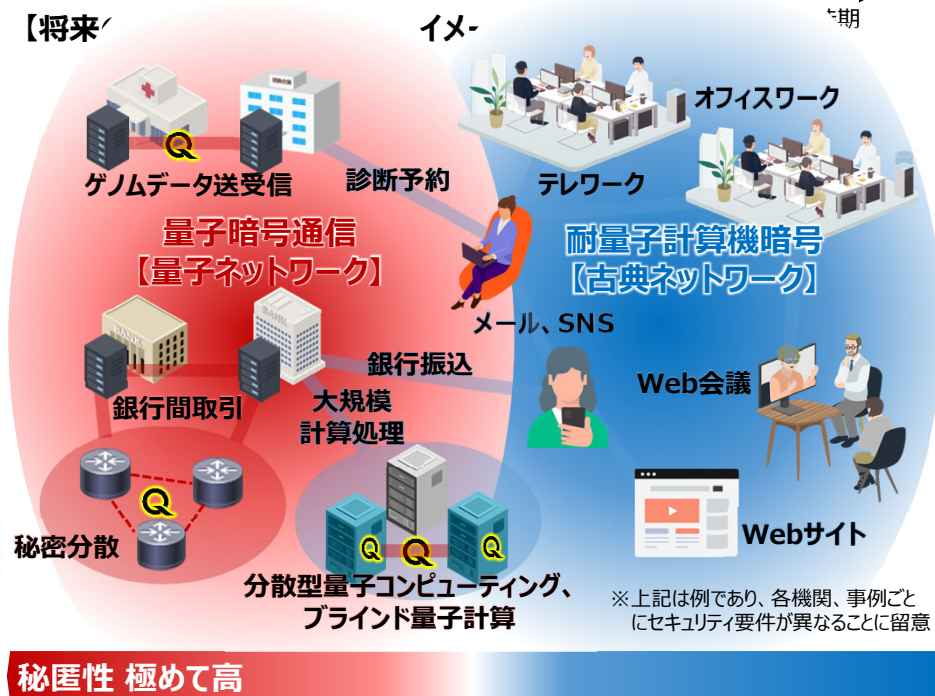 【将来
イメ
期
オフィスワーク
ゲノムデータ送受信
診断予約
テレワーク
Q
量子暗号通信
【量子ネットワーク】
耐量子計算機暗号
【古典ネットワーク】
メール、SNS
BANK
BANK
銀行振込
Web会議
銀行間取引
大規模
計算処理
Q
秘密分散
Q
Q
Q
Webサイト
分散型量子コンピューティング、
ブラインド量子計算
※上記は例であり、各機関、事例ごと
にセキュリティ要件が異なることに留意
秘匿性 極めて高